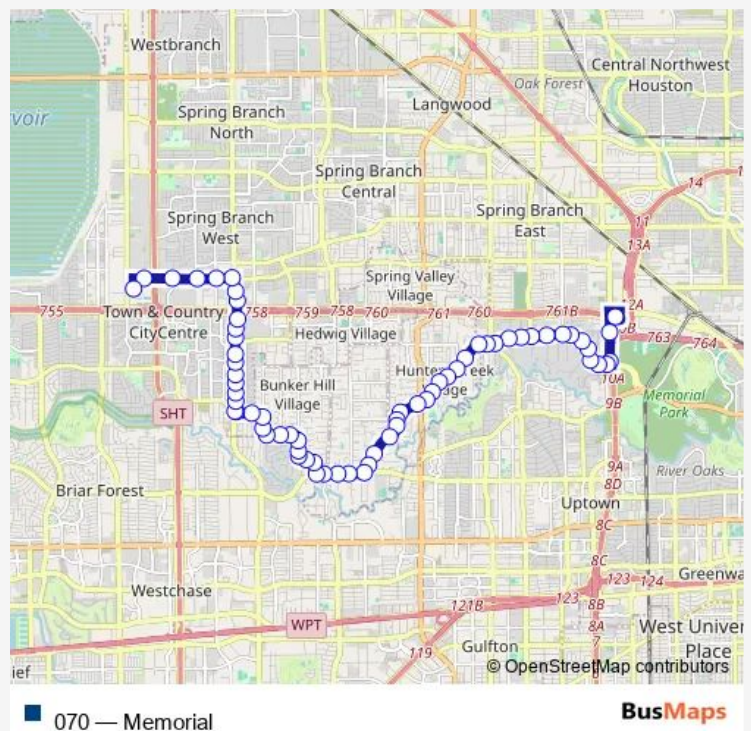 Westbranch
Central Northwest
Houston
Oak Forest
Langwood
Spring Branch
North
voir
14
Spring Branch
Central
11
Spring Branch
West
Spring Branch
East
13A
Spring Valley
Village
755
Town & Country
CityCentre
758
759
758
760
761
760
761B
12A
763
764
Hedwig Village
Bunker Hill
Village
10A
9B
Memorial
Park
SHT
9A
8D
River Oaks
Briar Forest
Uptown
8C
8C
Westchase
123
124
Greenwa
121B
123
8B
8A
7
WPT
119
Gulfton
West Univer
Place
ief
© OpenStreetMap contributors
070 — Memorial
BusMaps